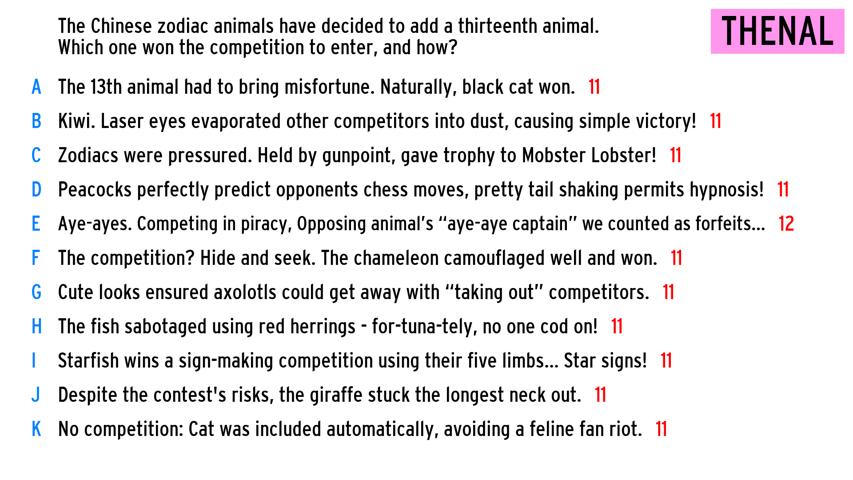 The Chinese zodiac animals have decided to add a thirteenth animal.
Which one won the competition to enter, and how?
THENAL
A The 13th animal had to bring misfortune. Naturally, black cat won. 11
B Kiwi. Laser eyes evaporated other competitors into dust, causing simple victory! 11
C Zodiacs were pressured. Held by gunpoint, gave trophy to Mobster Lobster! 11
D Peacocks perfectly predict opponents chess moves, pretty tail shaking permits hypnosis! 11
E Aye-ayes. Competing in piracy, Opposing animal's “aye-aye captain” we counted as forfeits... 12
F The competition? Hide and seek. The chameleon camouflaged well and won. 11
G Cute looks ensured axolotls could get away with “taking out” competitors. 11
H The fish sabotaged using red herrings - for-tuna-tely, no one cod on! 11
I Starfish wins a sign-making competition using their five limbs... Star signs! 11
J Despite the contest's risks, the giraffe stuck the longest neck out. 11
K No competition: Cat was included automatically, avoiding a feline fan riot. 11